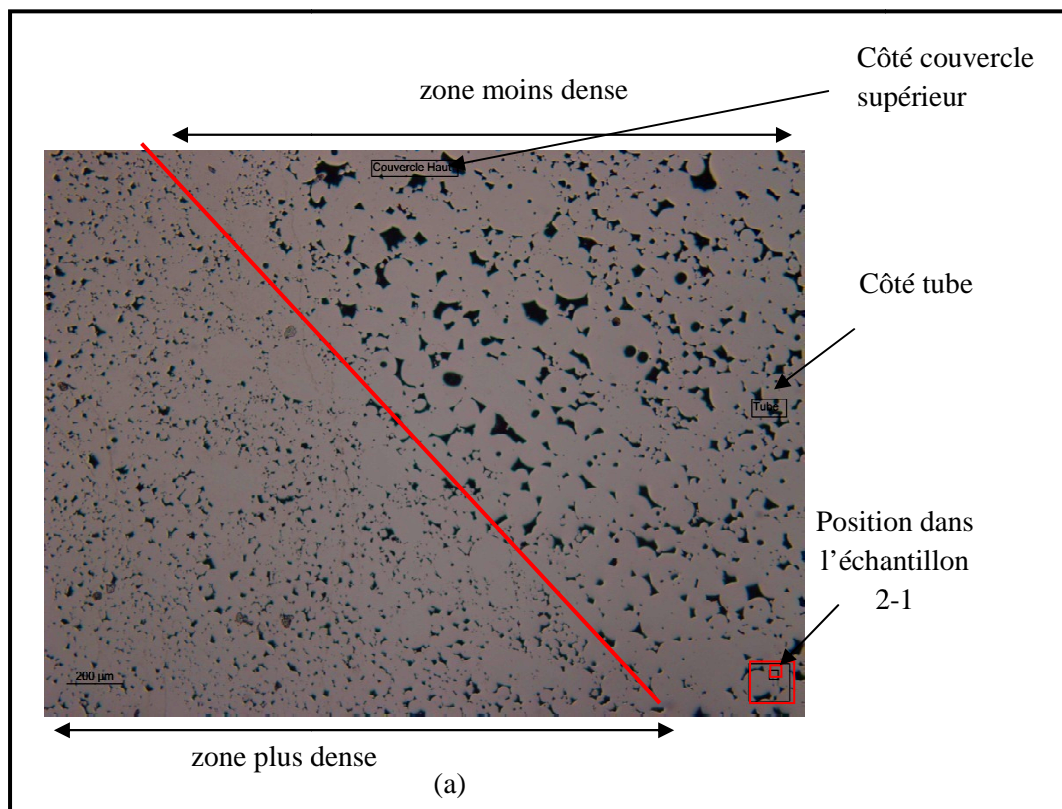 Côté couvercle
supérieur
zone moins dense
Couvercle Haut
Côté tube
Tube
Position dans
l’échantillon
2-1
200 µm
zone plus dense
(a)